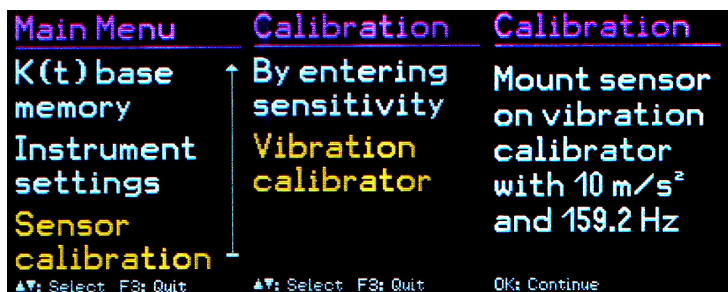 Main Menu
K(t) base
memory
Instrument
settings
Sensor
calibration
▲▼: Select F3: Quit
Calibration
By entering
sensitivity
Vibration
calibrator
▲▼: Select F3: Quit
Calibration
Mount sensor
on vibration
calibrator
with 10 m/s²
and 159.2 Hz
OK: Continue